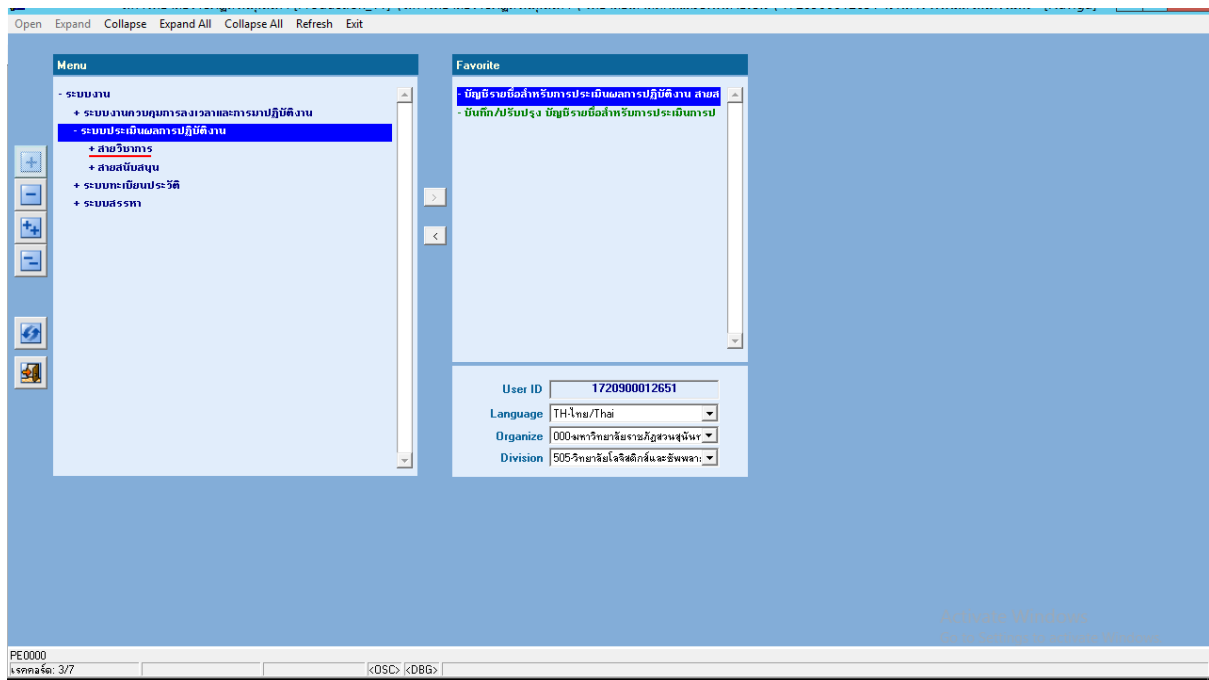 Open Expand Collapse Expand All Collapse All Refresh Exit
Menu
- ระบบงาน
+ ระบบงานควบคุมการลงเวลาและการมาปฏิบัติงาน
- ระบบประเมินผลการปฏิบัติงาน
+ สายวิชาการ
+ สายสนับสนุน
+ ระบบทะเบียนประวัติ
+ ระบบสรรหา
Favorite
- บัญชีรายชื่อสำหรับการประเมินผลการปฏิบัติงาน สายส
- บันทึก/ปรับปรุง บัญชีรายชื่อสำหรับการประเมินการป
>
<
User ID 1720900012651
Language TH-ไทย/Thai
Organize 000-มหาวิทยาลัยราชภัฏสวนสุนันท
Division 505-วิทยาลัยโลจิสติกส์และซัพพลาย
PE0000
เรคคอร์ด: 3/7 <OSC> <DBG>